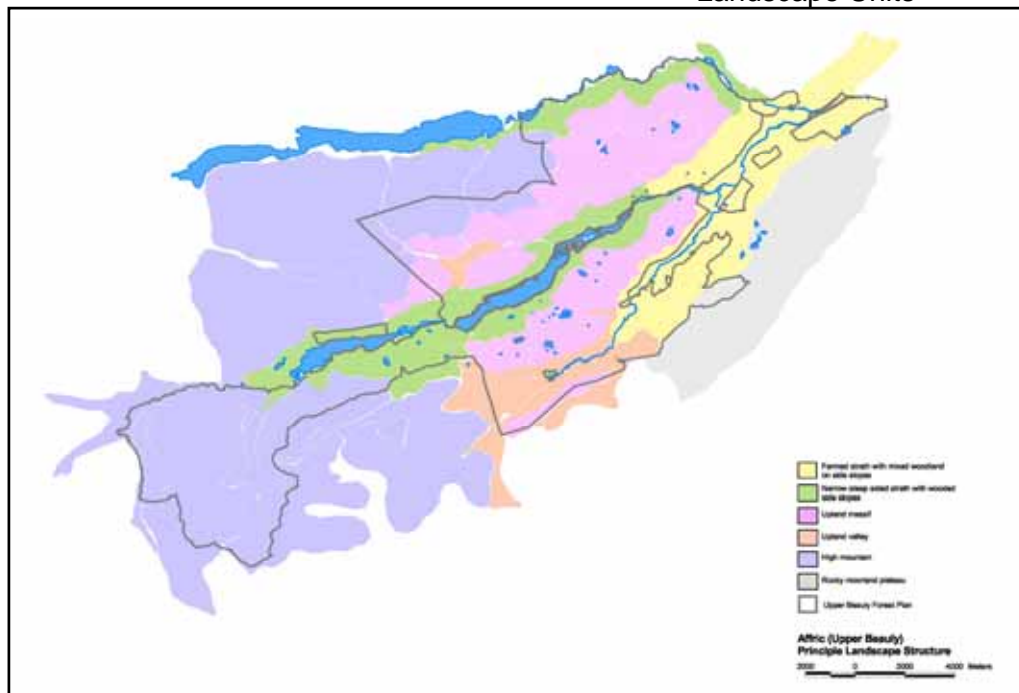 Landscape Units
Farmed strath with mixed woodland
on side slopes
Narrow steep sided strath with wooded
side slopes
Upland massif
Upland valley
High mountain
Rocky moorland plateau
Upper Beauly Forest Plan
Affric (Upper Beauly)
Principle Landscape Structure
2000 0 2000 4000 Meters